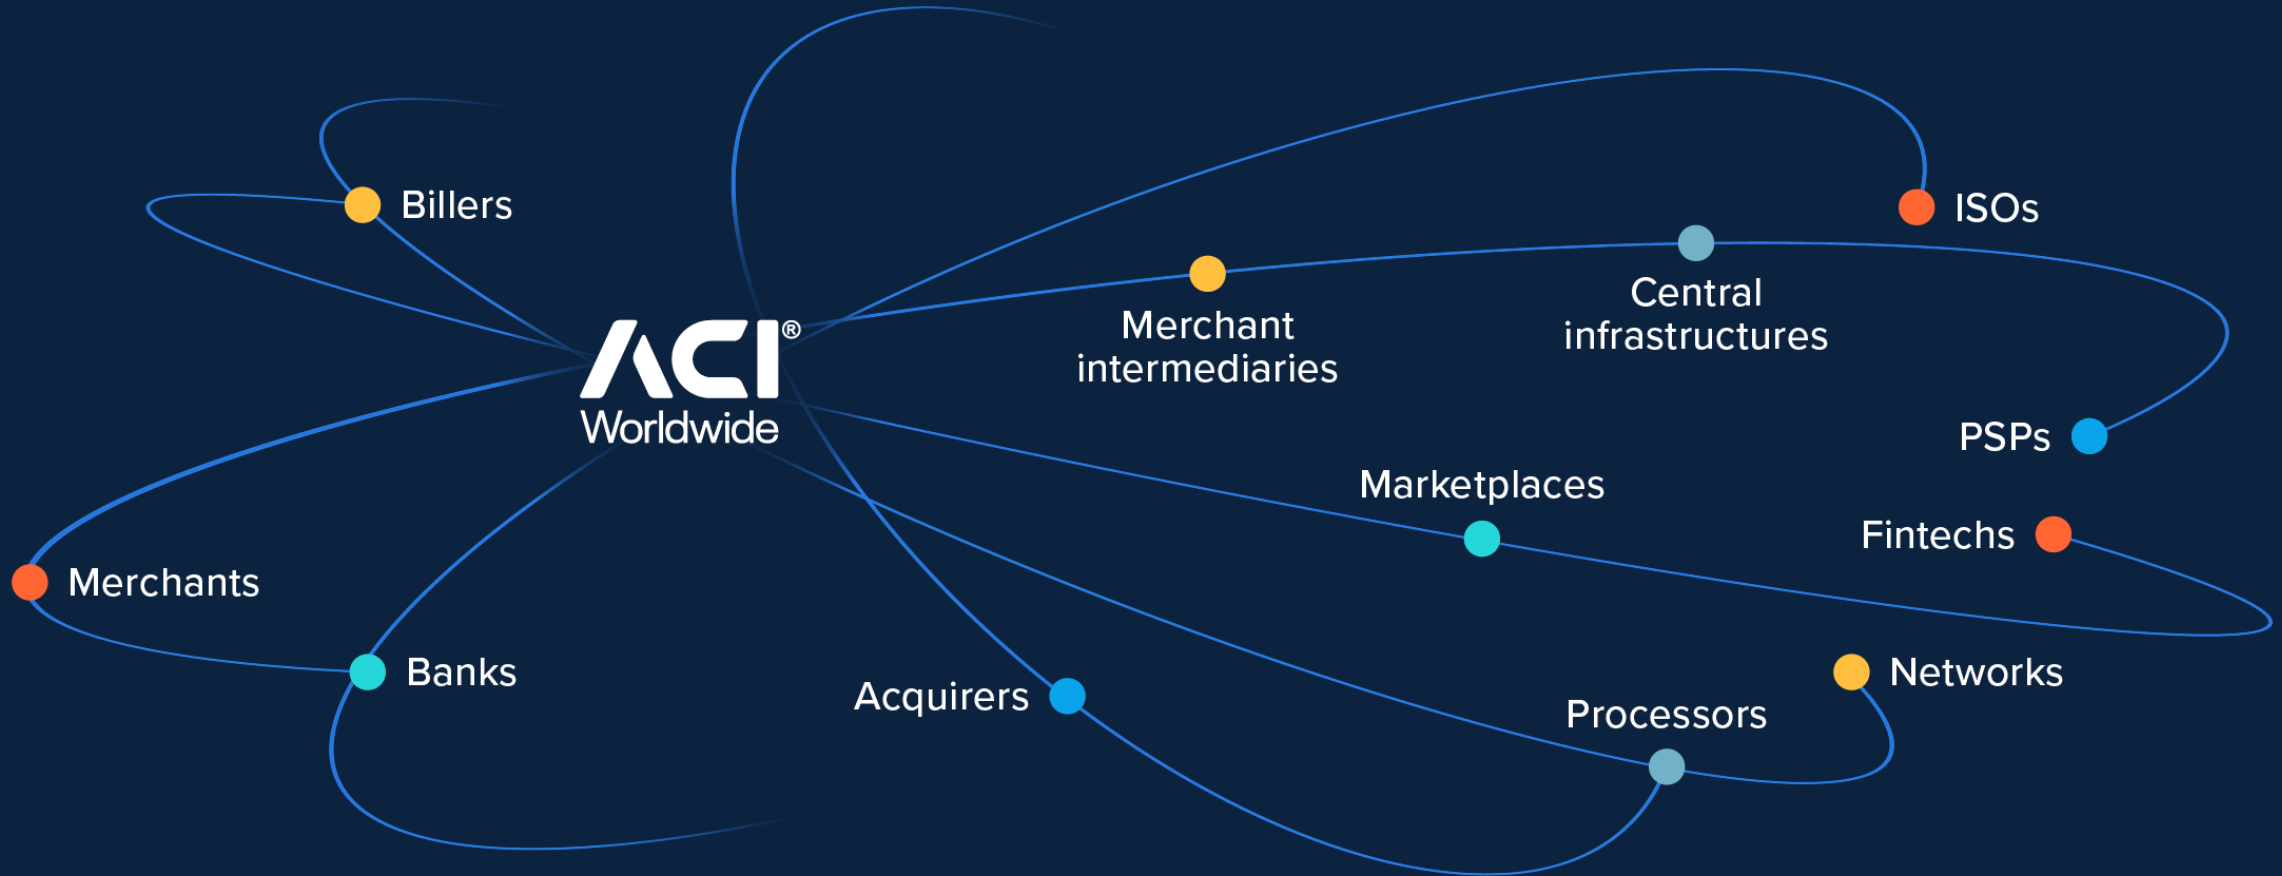 Billers
ISOs
Central
infrastructures
Merchant
intermediaries
ACI®
Worldwide
PSPs
Marketplaces
Fintechs
Merchants
Banks
Acquirers
Networks
Processors